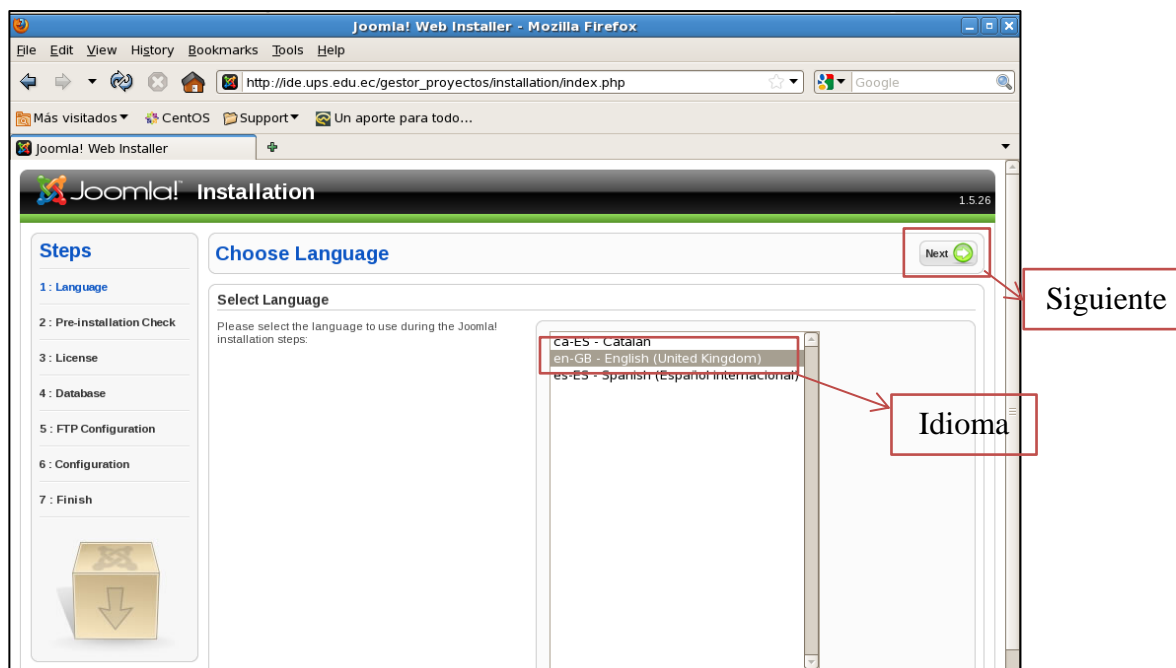 Joomla! Web Installer - Mozilla Firefox
File Edit View History Bookmarks Tools Help
http://ide.ups.edu.ec/gestor_proyectos/installation/index.php
Google
Más visitados CentOS Support Un aporte para todo...
Joomla! Web Installer
Joomla! Installation
1.5.26
Steps
1 : Language
2 : Pre-installation Check
3 : License
4 : Database
5 : FTP Configuration
6 : Configuration
7 : Finish
Choose Language
Next
Siguiente
Select Language
Please select the language to use during the Joomla!
installation steps:
ca-ES - Catalan
en-GB - English (United Kingdom)
es-ES - Spanish (Español internacional)
Idioma